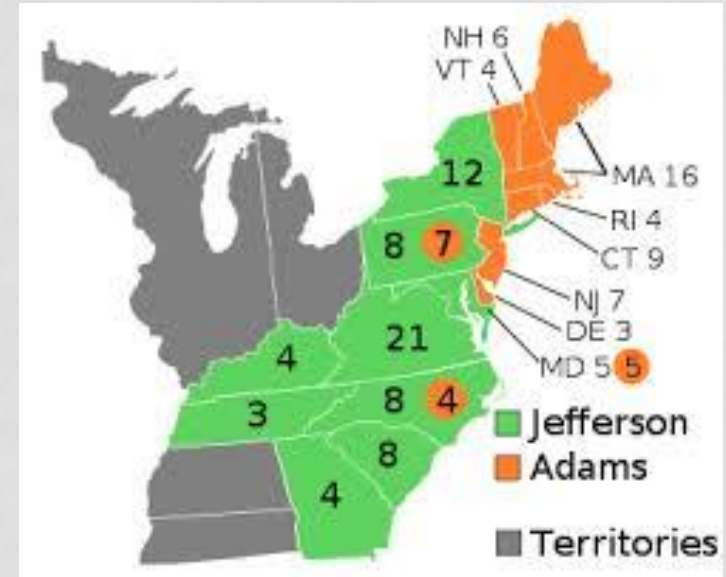 NH 6
VT 4
12
MA 16
RI 4
8 7
CT 9
NJ 7
21
DE 3
4
MD 5 5
3
8 4
Jefferson
8
Adams
4
Territories